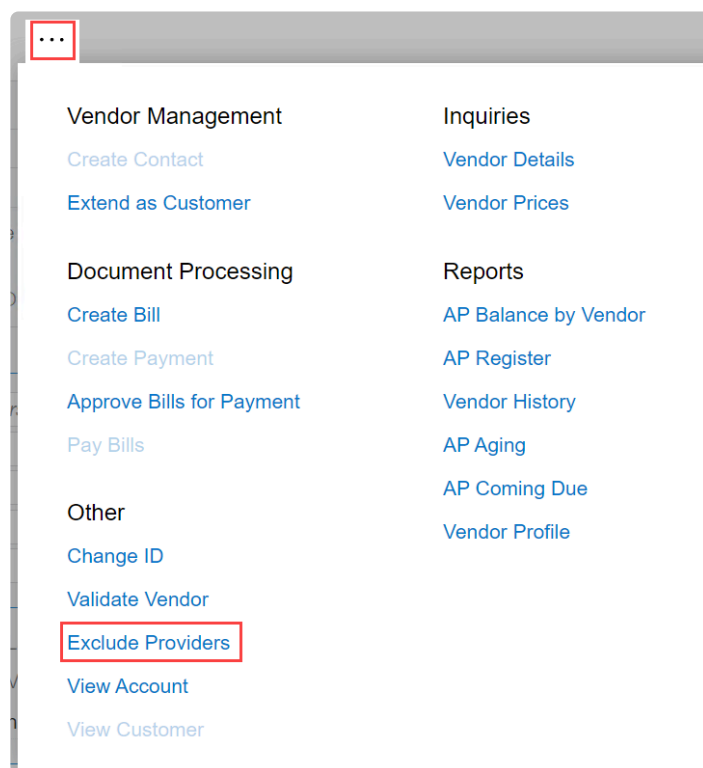 ...
Vendor Management
Create Contact
Extend as Customer
Document Processing
Create Bill
Create Payment
Approve Bills for Payment
Pay Bills
Other
Change ID
Validate Vendor
Exclude Providers
View Account
View Customer
Inquiries
Vendor Details
Vendor Prices
Reports
AP Balance by Vendor
AP Register
Vendor History
AP Aging
AP Coming Due
Vendor Profile